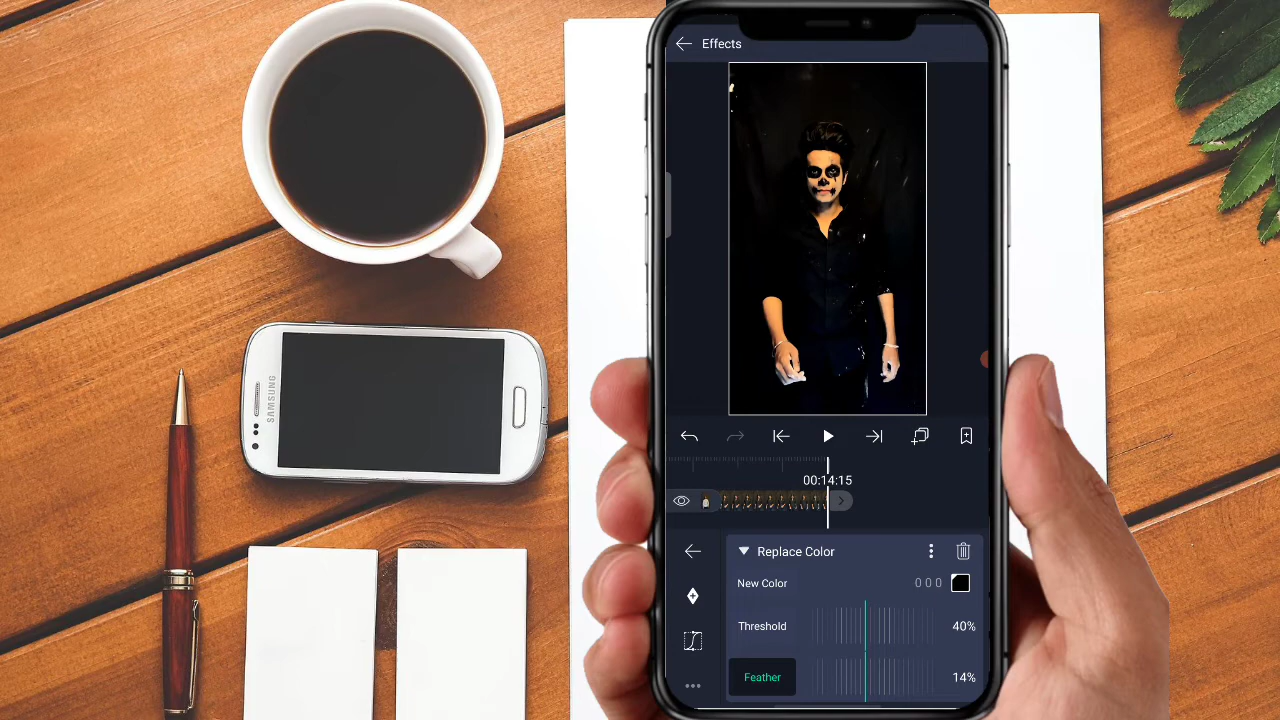 Effects
SAMSUNG
00:14:15
Replace Color
New Color 0 0 0
Threshold 40%
Feather 14%